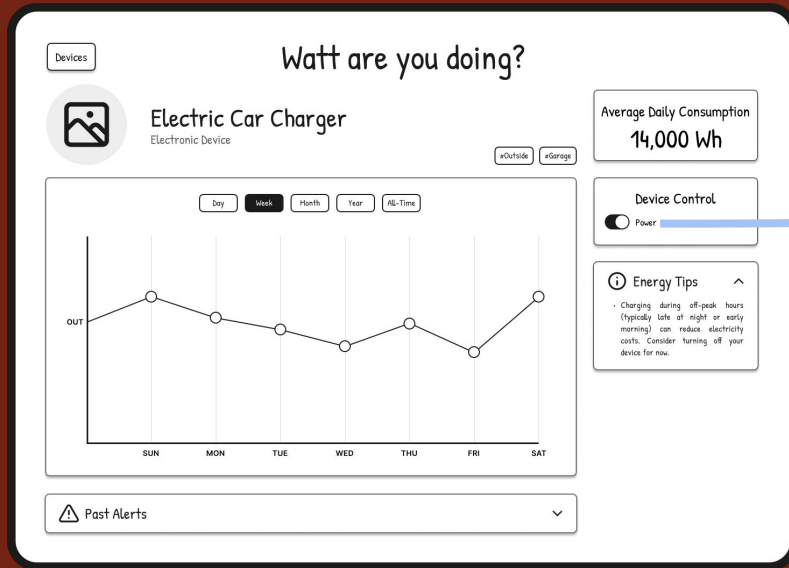 Devices
Watt are you doing?
Electric Car Charger
Electronic Device
#Outside
#Garage
Average Daily Consumption
14,000 Wh
Day
Week
Month
Year
All-Time
OUT
SUN
MON
TUE
WED
THU
FRI
SAT
Device Control
Power
Energy Tips
· Charging during off-peak hours
(typically late at night or early
morning) can reduce electricity
costs. Consider turning off your
device for now.
Past Alerts